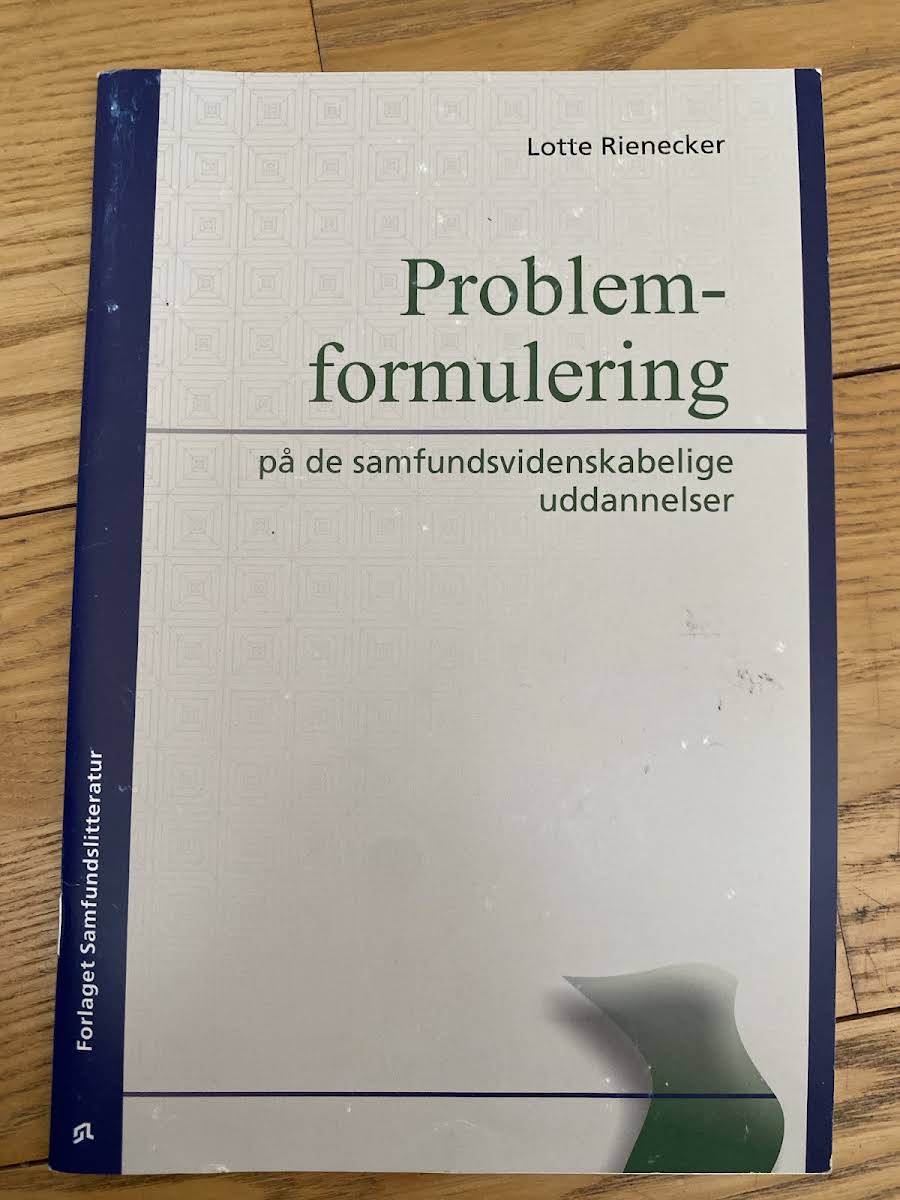 Lotte Rienecker
Problem-
formulering
på de samfundsvidenskabelige
uddannelser
Forlaget Samfundslitteratur